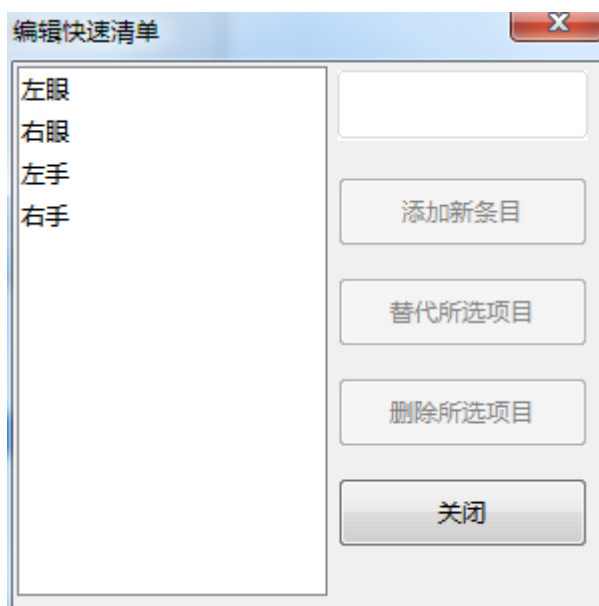 编辑快速清单
左眼
右眼
左手
右手
添加新条目
替代所选项目
删除所选项目
关闭